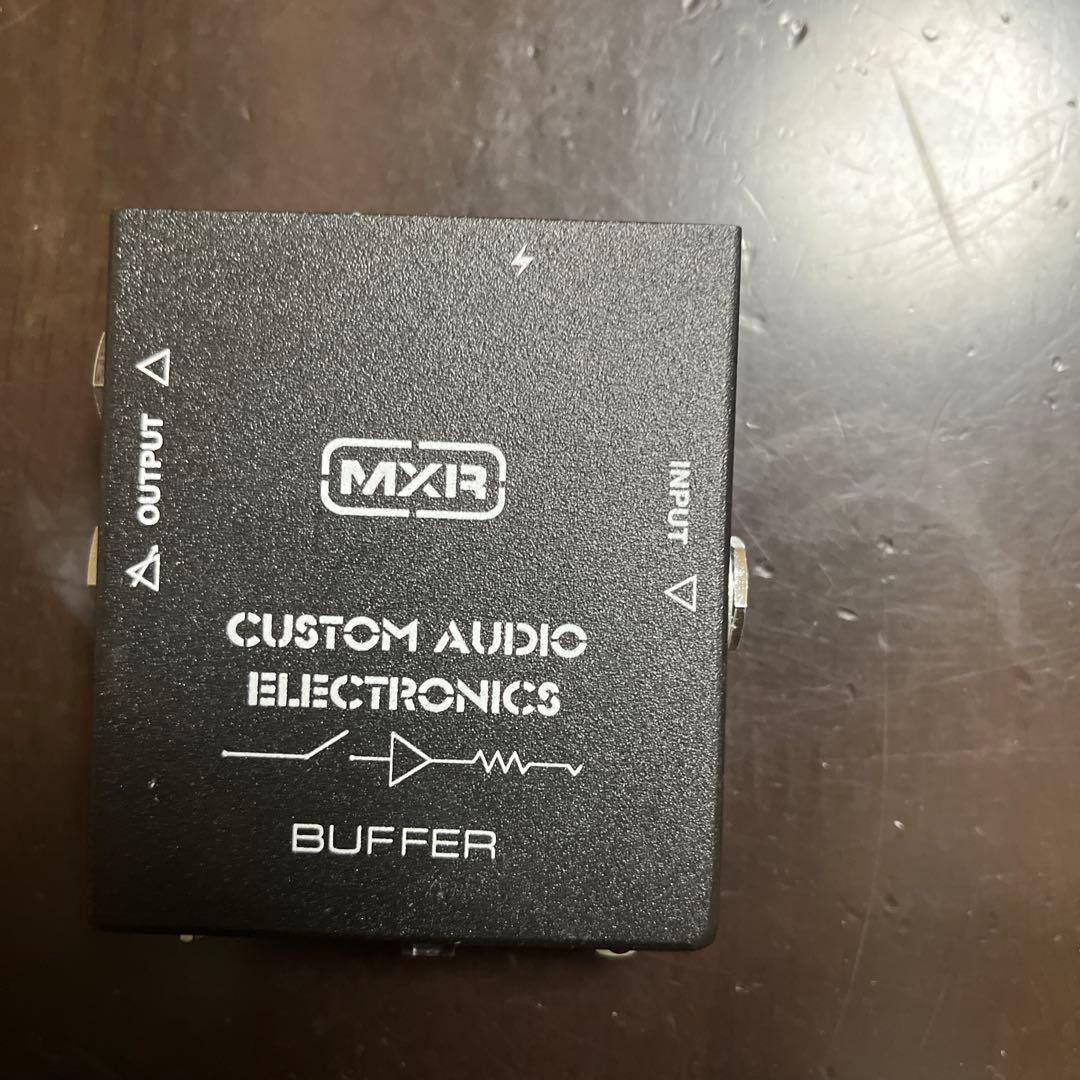 OUTPUT
MXR
INPUT
CUSTOM AUDIO
ELECTRONICS
BUFFER